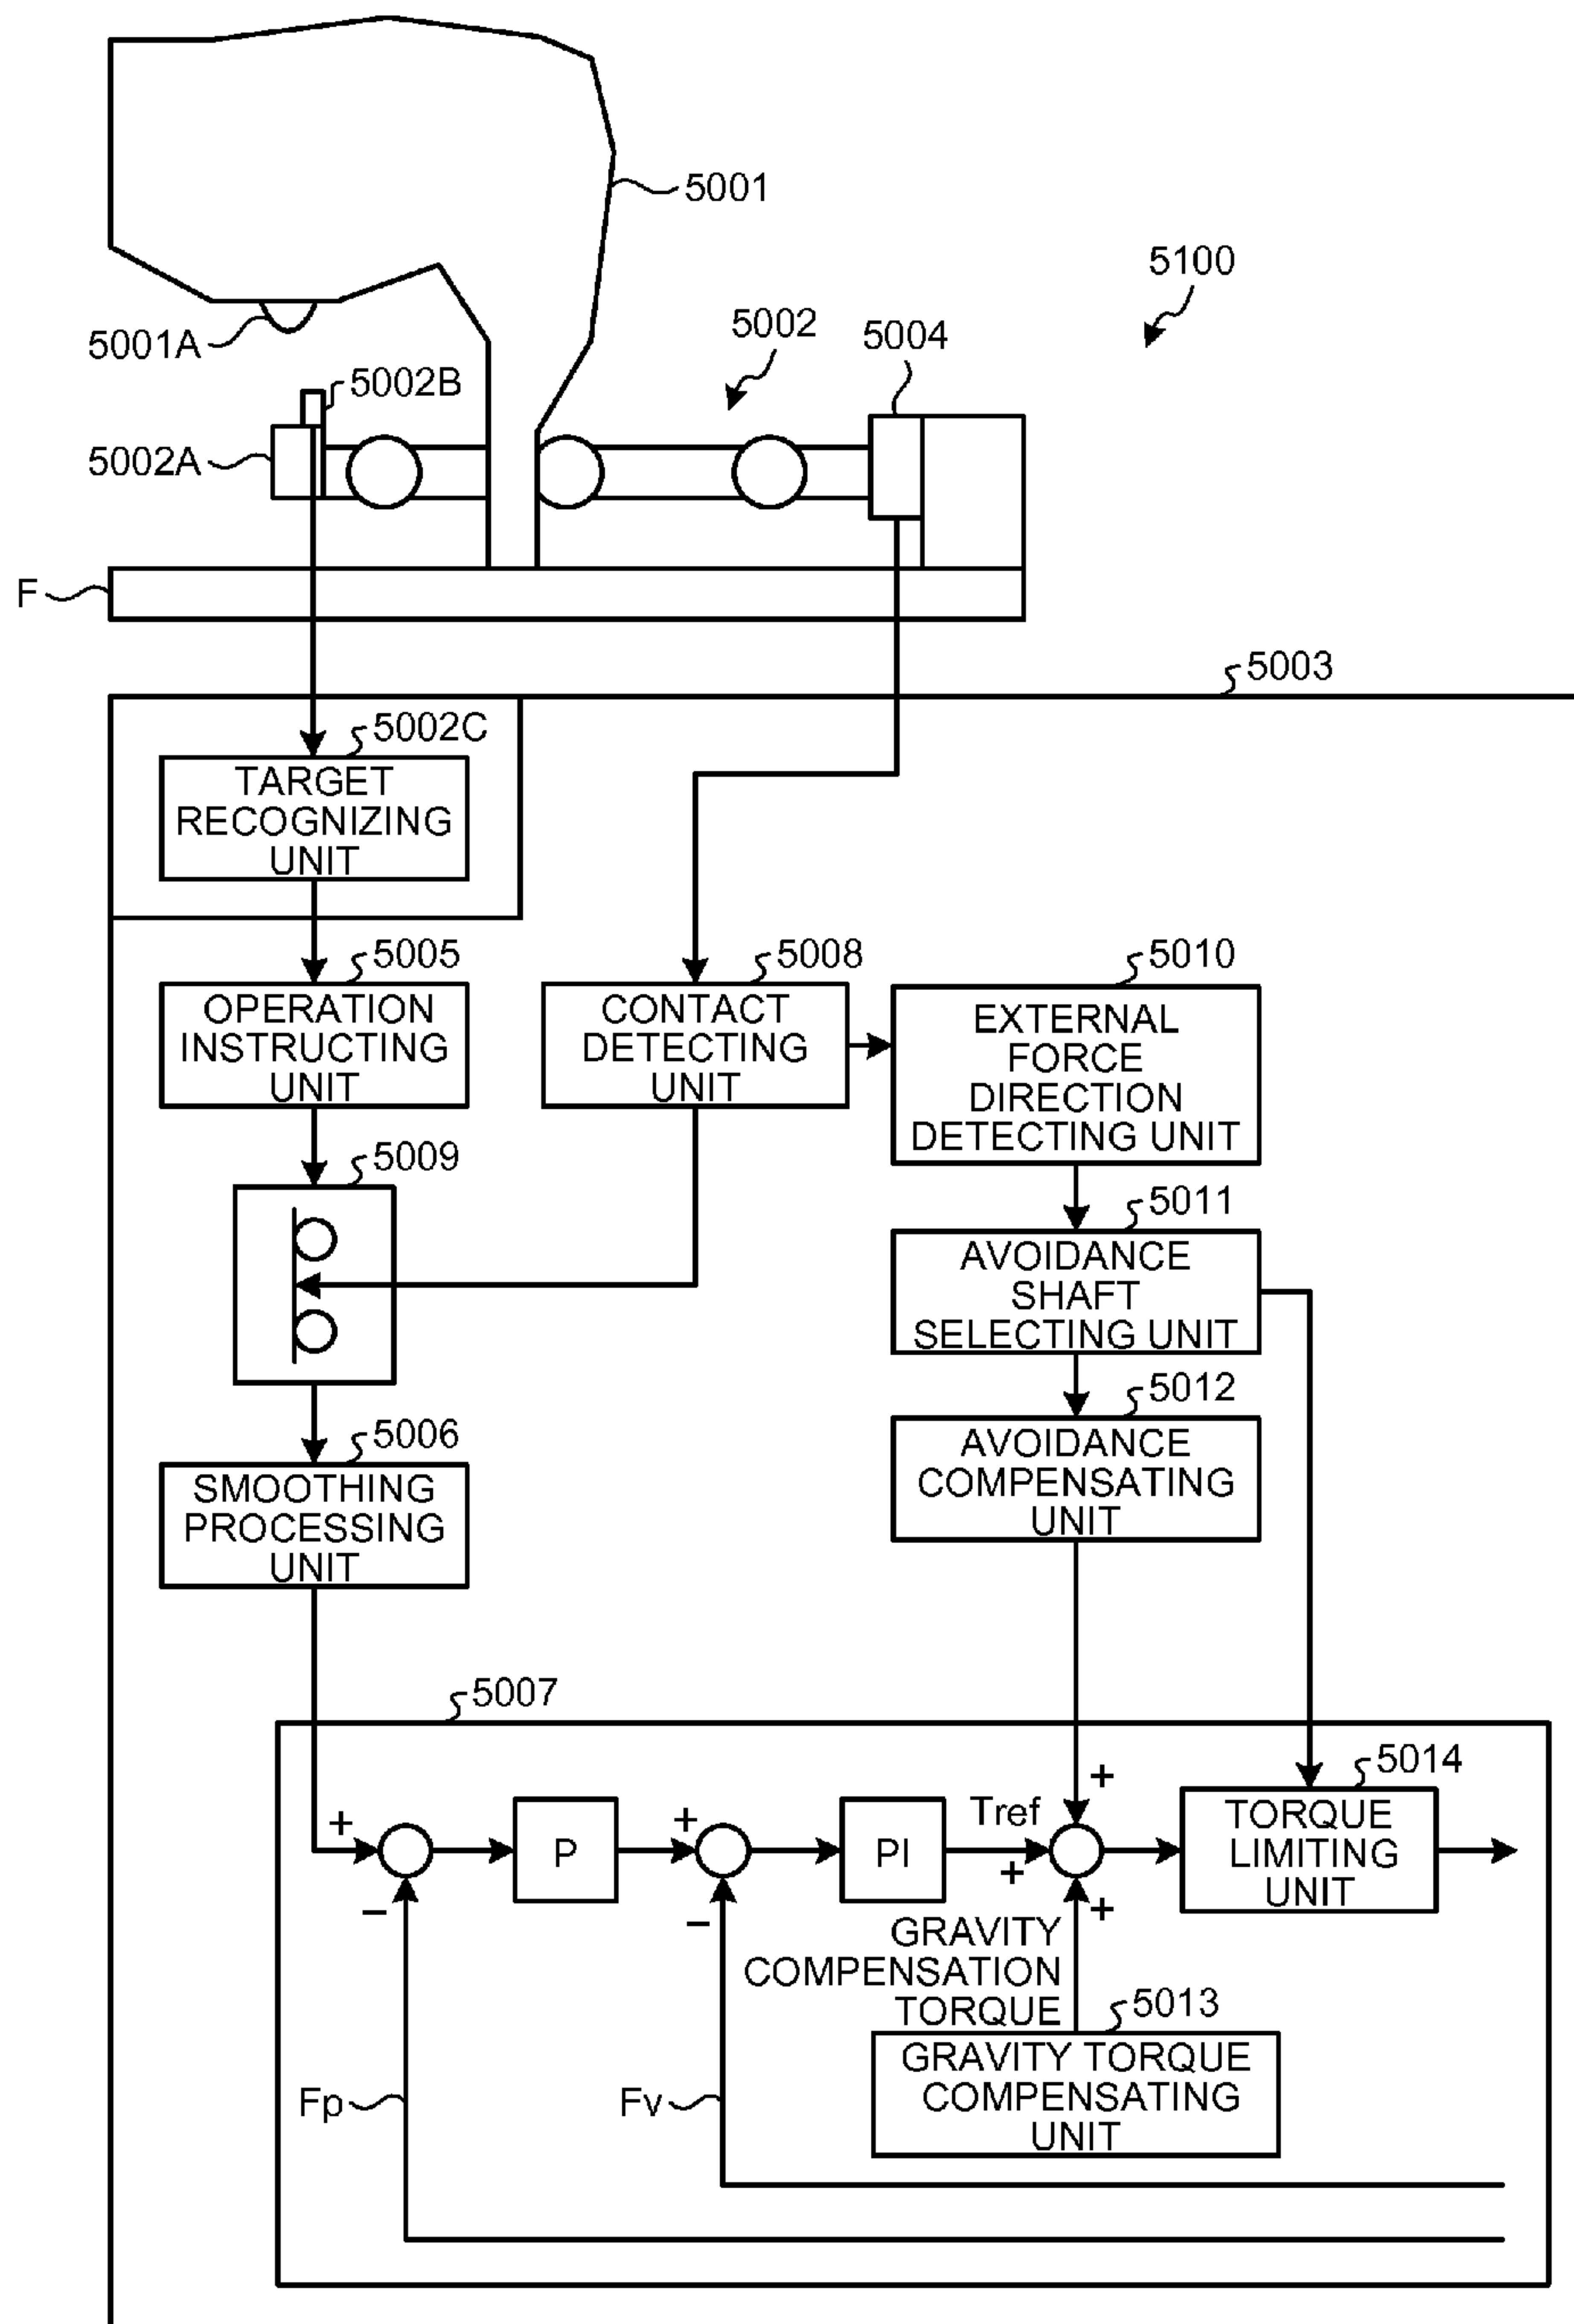 5001
5100
5001A
5002
5004
5002B
5002A
F
5003
5002C
TARGET
RECOGNIZING
UNIT
5005
OPERATION
INSTRUCTING
UNIT
5008
CONTACT
DETECTING
UNIT
5010
EXTERNAL
FORCE
DIRECTION
DETECTING UNIT
5009
5011
AVOIDANCE
SHAFT
SELECTING UNIT
5012
AVOIDANCE
COMPENSATING
UNIT
5006
SMOOTHING
PROCESSING
UNIT
5007
5014
TORQUE
LIMITING
UNIT
+
P
+
PI
Tref
+
+
+
−
−
GRAVITY
COMPENSATION
TORQUE
5013
GRAVITY TORQUE
COMPENSATING
UNIT
Fp
Fv